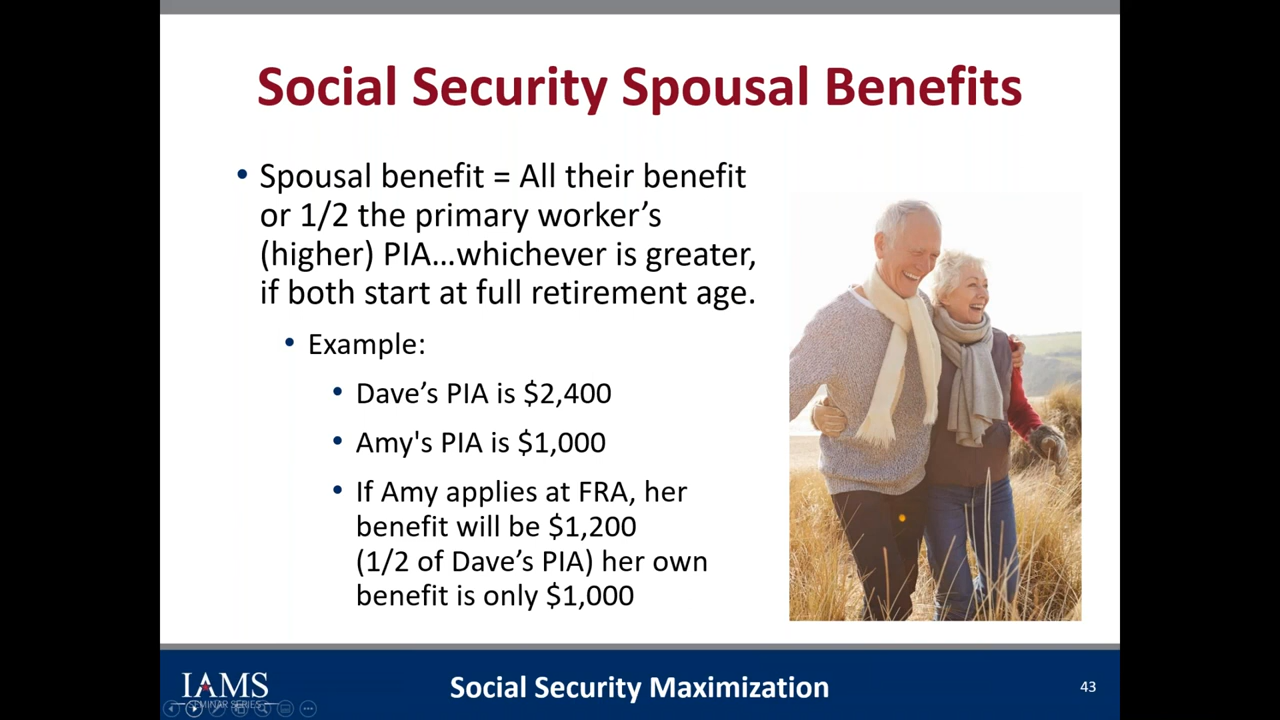 Social Security Spousal Benefits
• Spousal benefit = All their benefit
or 1/2 the primary worker’s
(higher) PIA…whichever is greater,
if both start at full retirement age.
• Example:
• Dave’s PIA is $2,400
• Amy's PIA is $1,000
• If Amy applies at FRA, her
benefit will be $1,200
(1/2 of Dave’s PIA) her own
benefit is only $1,000
IAMS
SEMINAR SERIES
Social Security Maximization
43